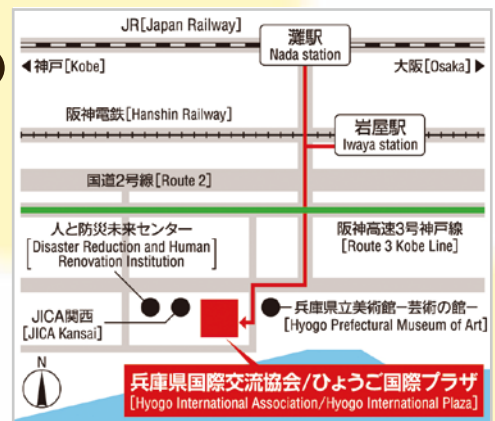 JR[Japan Railway]
灘駅
Nada station
◀神戸[Kobe]
大阪[Osaka]▶
阪神電鉄[Hanshin Railway]
岩屋駅
Iwaya station
国道2号線[Route 2]
人と防災未来センター
[Disaster Reduction and Human
Renovation Institution]
阪神高速3号神戸線
[Route 3 Kobe Line]
JICA関西
[JICA Kansai]
兵庫県立美術館ー芸術の館ー
[Hyogo Prefectural Museum of Art]
N
兵庫県国際交流協会/ひょうご国際プラザ
[Hyogo International Association/Hyogo International Plaza]